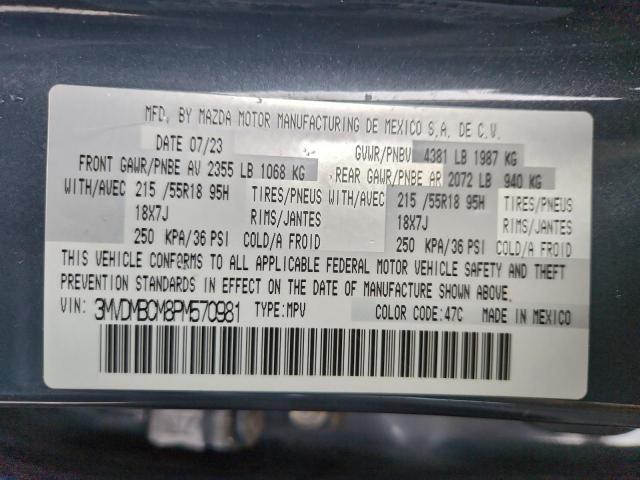 MFD. BY MAZDA MOTOR MANUFACTURING DE MEXICO S.A. DE C.V.
DATE 07/23 GVWR/PNBV 4381 LB 1987 KG
FRONT GAWR/PNBE AV 2355 LB 1068 KG REAR GAWR/PNBE AR 2072 LB 940 KG
WITH/AVEC 215 /55R18 95H TIRES/PNEUS WITH/AVEC 215 /55R18 95H TIRES/PNEUS
18X7J RIMS/JANTES 18X7J RIMS/JANTES
250 KPA/36 PSI COLD/A FROID 250 KPA/36 PSI COLD/A FROID
THIS VEHICLE CONFORMS TO ALL APPLICABLE FEDERAL MOTOR VEHICLE SAFETY AND THEFT
PREVENTION STANDARDS IN EFFECT ON THE DATE OF MANUFACTURE SHOWN ABOVE.
VIN: 3MVDMBCM8PM570981 TYPE:MPV COLOR CODE:47C MADE IN MEXICO